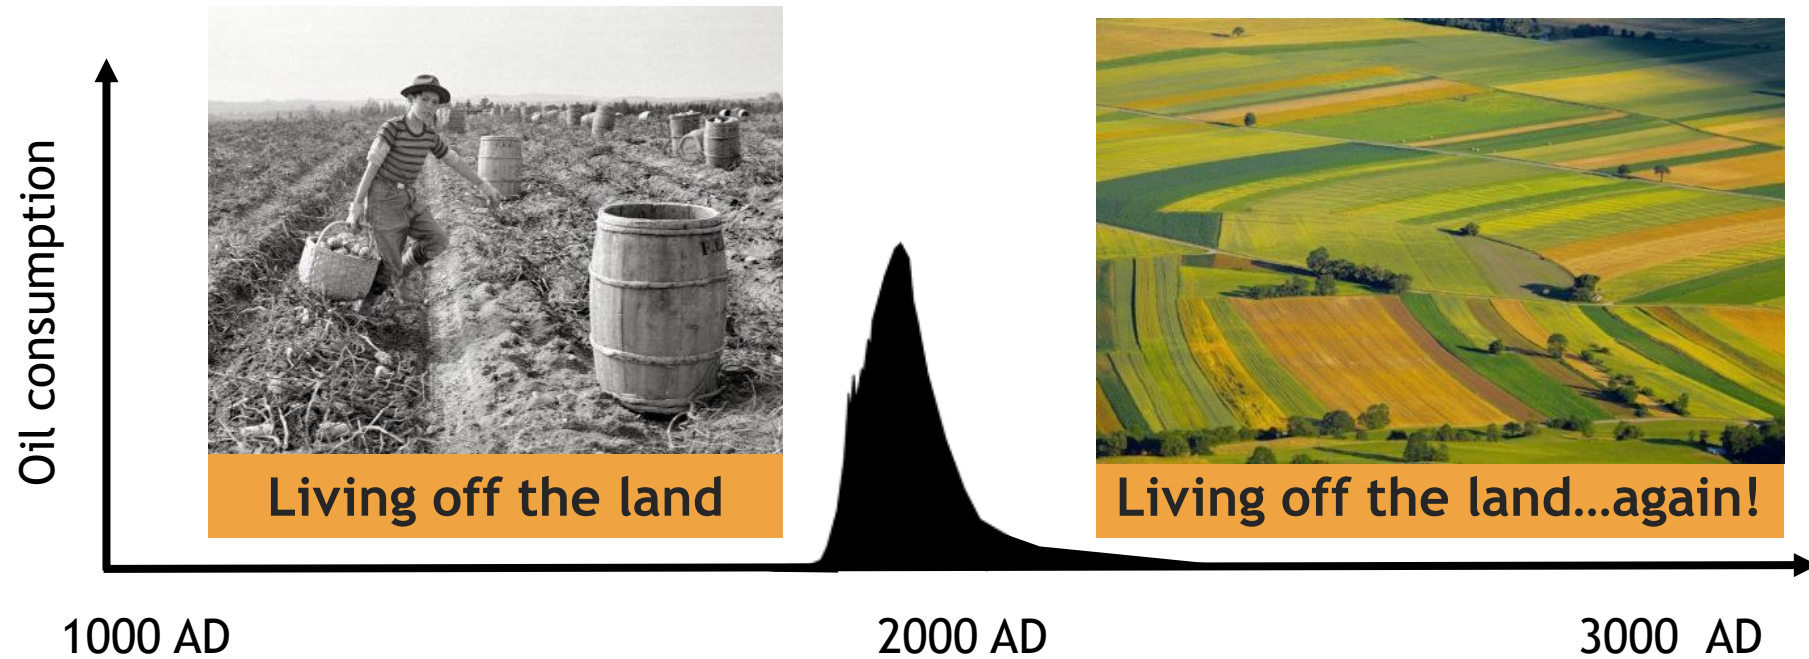 Oil consumption
Living off the land
Living off the land...again!
1000 AD
2000 AD
3000 AD